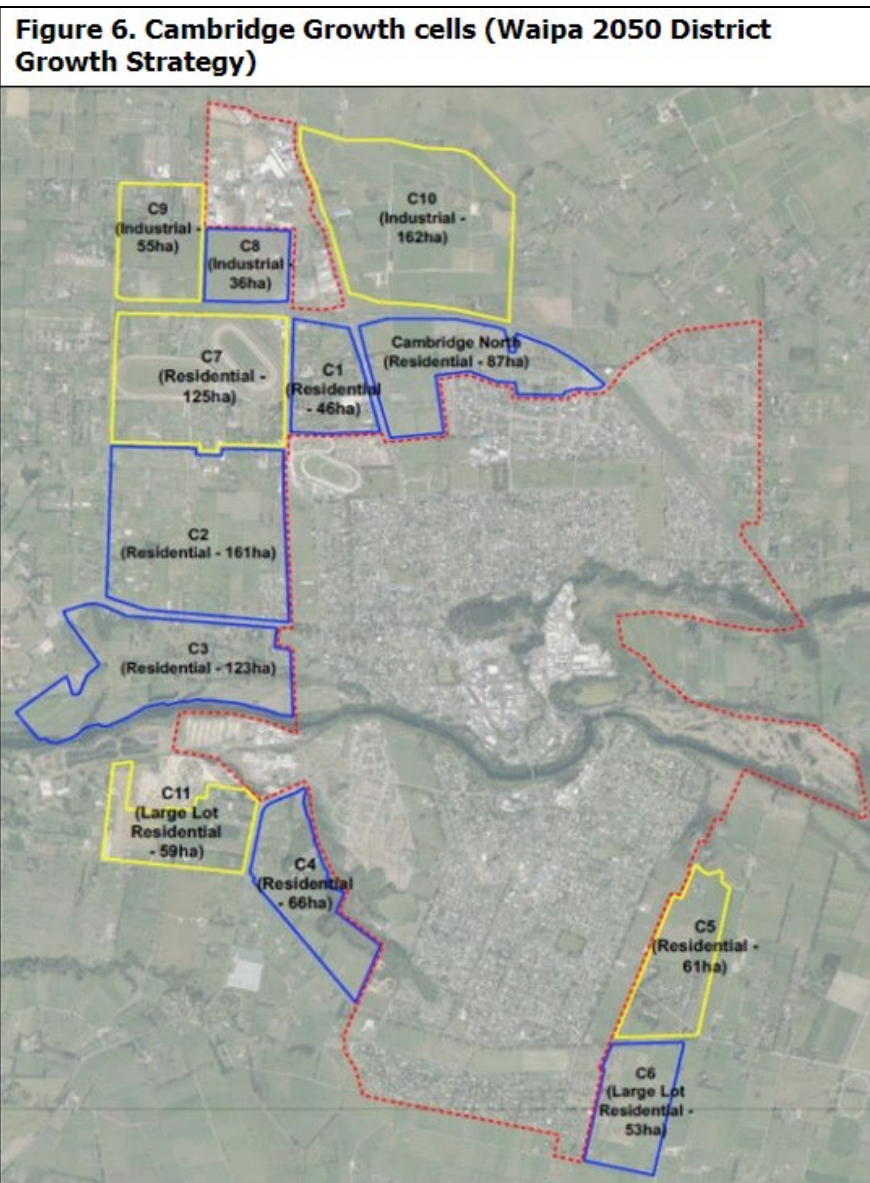 Figure 6. Cambridge Growth cells (Waipa 2050 District
Growth Strategy)
C10
(Industrial -
162ha)
C9
(Industrial -
55ha)
C8
(Industrial -
36ha)
Cambridge North
(Residential - 87ha)
C7
(Residential -
125ha)
C1
(Residential
- 46ha)
C2
(Residential - 161ha)
C3
(Residential - 123ha)
C11
(Large Lot
Residential
- 59ha)
C4
(Residential
- 66ha)
C5
(Residential -
61ha)
C6
(Large Lot
Residential -
53ha)